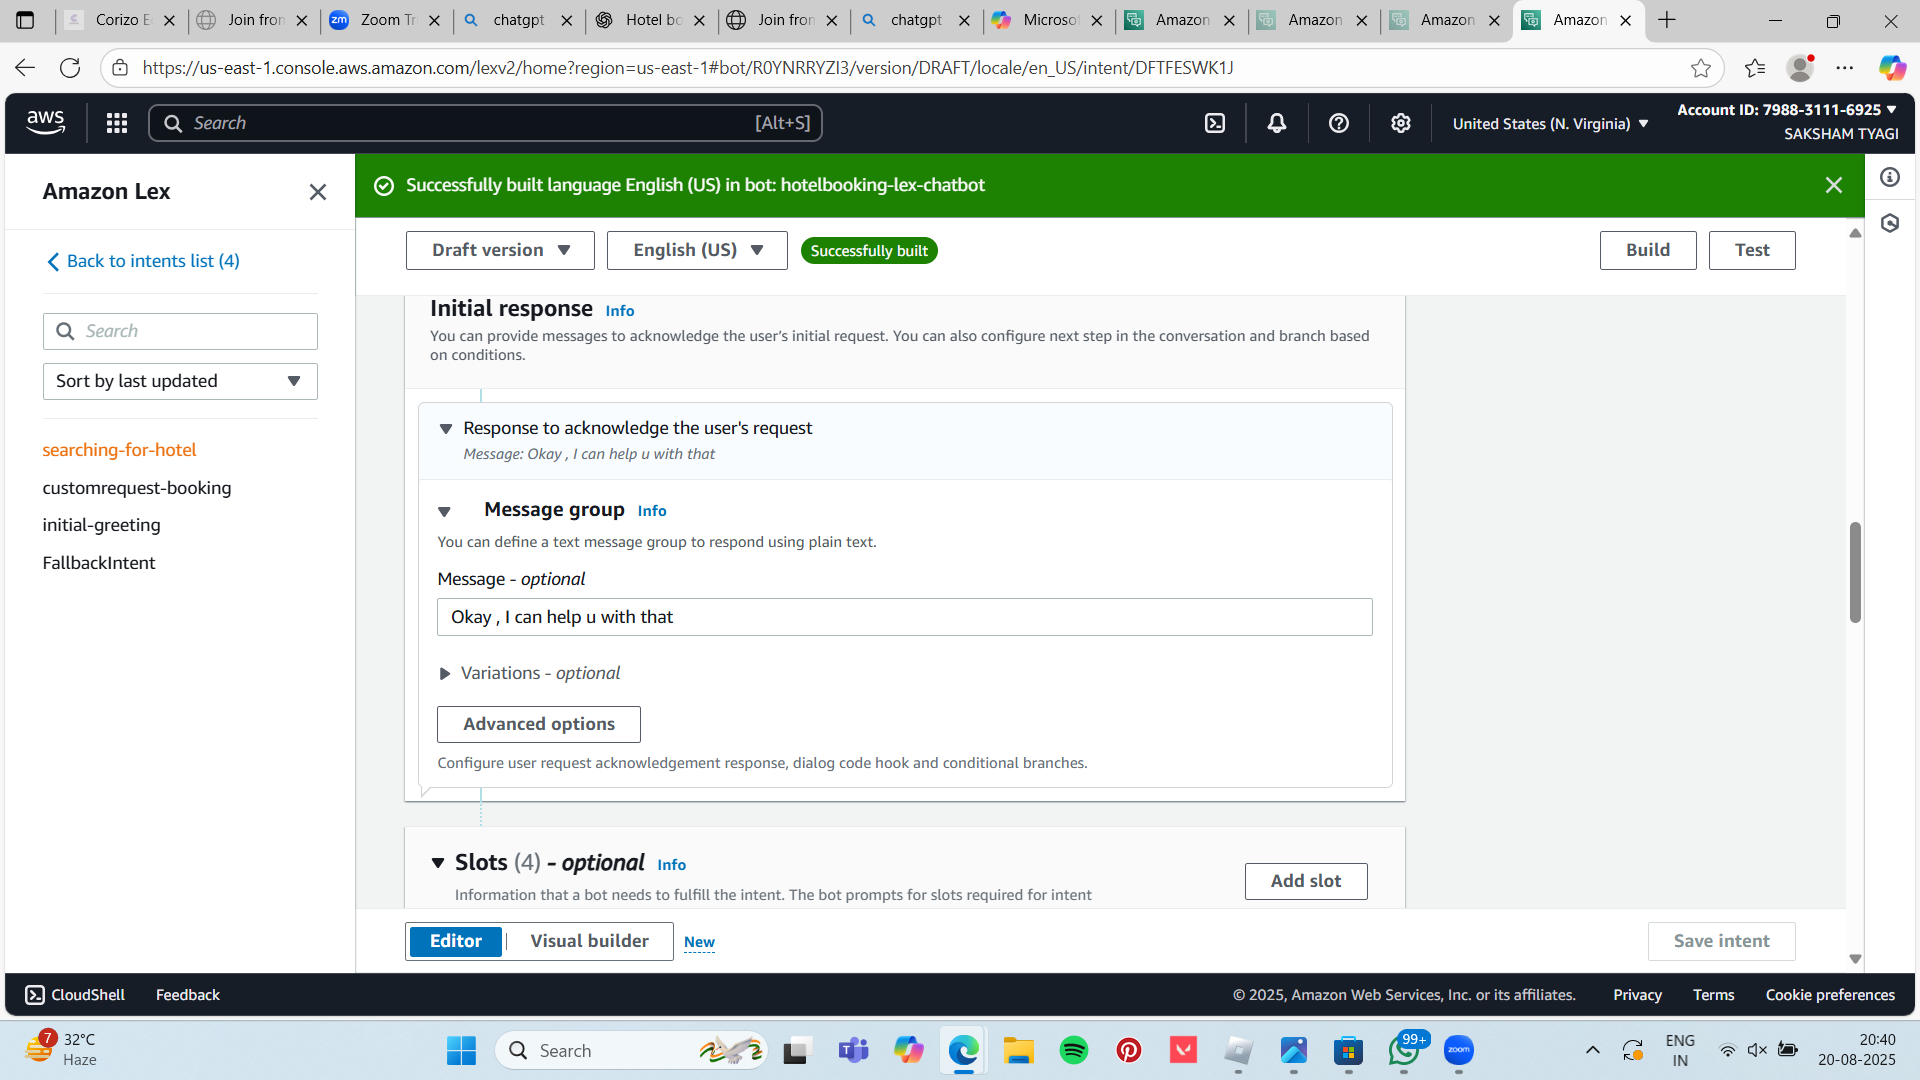 Corizo E
Join fron
zm
Zoom Tr
chatgpt
Hotel bo
Join fron
chatgpt
Microsof
Amazon
Amazon
Amazon
Amazon
https://us-east-1.console.aws.amazon.com/lexv2/home?region=us-east-1#bot/R0YNRRYZI3/version/DRAFT/locale/en_US/intent/DFTFESWK1J
aws
Search
[Alt+S]
United States (N. Virginia)
Account ID: 7988-3111-6925
SAKSHAM TYAGI
Amazon Lex
Successfully built language English (US) in bot: hotelbooking-lex-chatbot
Back to intents list (4)
Search
Sort by last updated
searching-for-hotel
customrequest-booking
initial-greeting
FallbackIntent
Draft version
English (US)
Successfully built
Build
Test
Initial response Info
You can provide messages to acknowledge the user's initial request. You can also configure next step in the conversation and branch based
on conditions.
Response to acknowledge the user's request
Message: Okay , I can help u with that
Message group Info
You can define a text message group to respond using plain text.
Message - optional
Okay , I can help u with that
Variations - optional
Advanced options
Configure user request acknowledgement response, dialog code hook and conditional branches.
Slots (4) - optional Info
Information that a bot needs to fulfill the intent. The bot prompts for slots required for intent
Add slot
Editor
Visual builder
New
Save intent
CloudShell
Feedback
© 2025, Amazon Web Services, Inc. or its affiliates.
Privacy
Terms
Cookie preferences
7
32°C
Haze
Search
99+
zoom
ENG
IN
20:40
20-08-2025